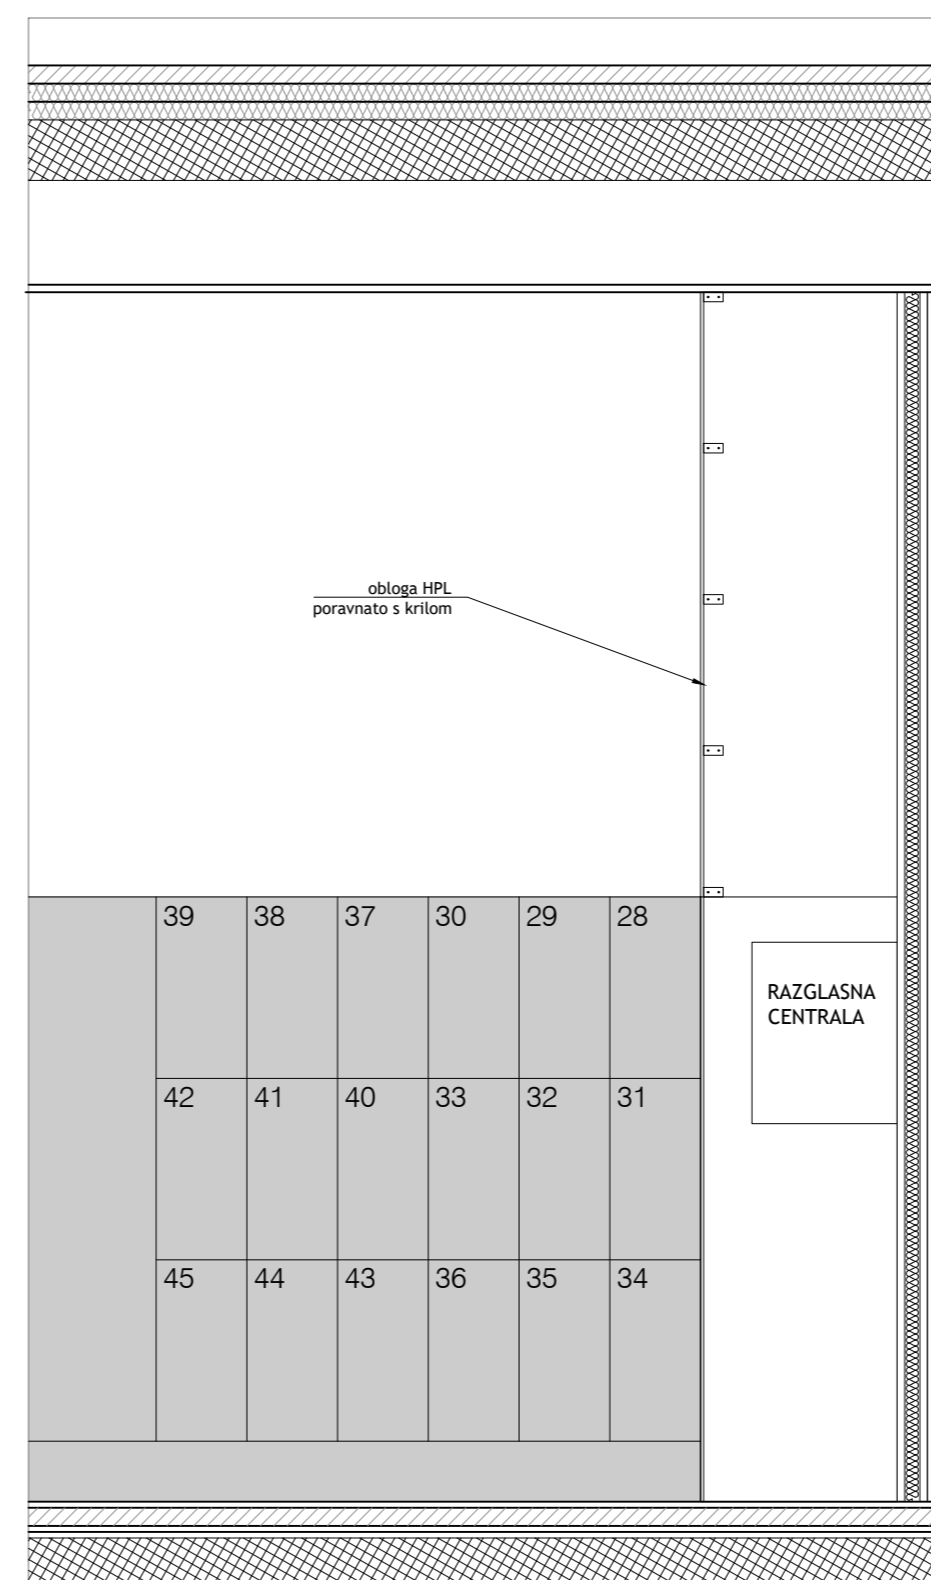 obloga HPL
poravnato s krilom
39 38 37 30 29 28
RAZGLASNA
CENTRALA
42 41 40 33 32 31
45 44 43 36 35 34